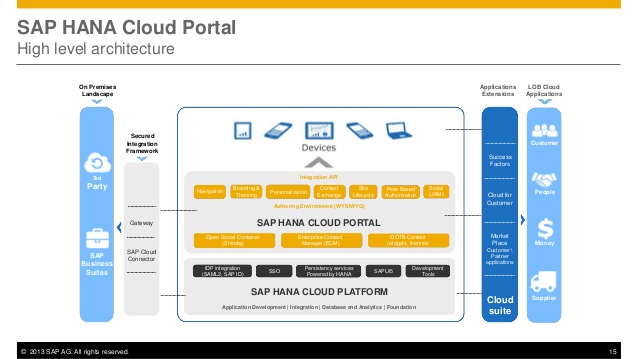 SAP HANA Cloud Portal
High level architecture
On Premises
Landscape
Applications
Extensions
LOB Cloud
Applications
Secured
Integration
Framework
3rd
Party
SAP
Business
Suites
Gateway
SAP Cloud
Connector
Devices
Integration API
Navigation
Branding &
Theming
Personalization
Context
Exchange
Site
Lifecycle
Role Based
Authorization
Social
(JAM)
Authoring Environment (WYSIWYG)
SAP HANA CLOUD PORTAL
Open Social Container
(Shindig)
Enterprise Content
Manager (ECM)
OOTB Content
(widgets, themes)
IDP integration
(SAML2, SAP ID)
SSO
Persistency services
Powered by HANA
SAPUI5
Development
Tools
SAP HANA CLOUD PLATFORM
Application Development | Integration | Database and Analytics | Foundation
Success
Factors
Cloud for
Customer
Market
Place
Customer \
Partner
applications
Cloud
suite
Customer
People
Money
Supplier
© 2013 SAP AG. All rights reserved.
15